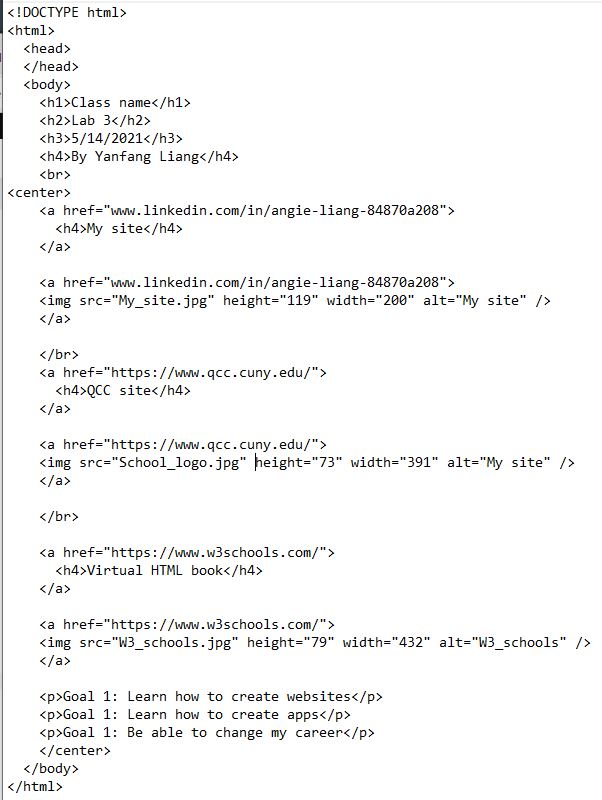 <!DOCTYPE html>
<html>
  <head>
  </head>
  <body>
    <h1>Class name</h1>
    <h2>Lab 3</h2>
    <h3>5/14/2021</h3>
    <h4>By Yanfang Liang</h4>
    <br>
<center>
    <a href="www.linkedin.com/in/angie-liang-84870a208">
      <h4>My site</h4>
    </a>

    <a href="www.linkedin.com/in/angie-liang-84870a208">
    <img src="My_site.jpg" height="119" width="200" alt="My site" />
    </a>

    </br>
    <a href="https://www.qcc.cuny.edu/">
      <h4>QCC site</h4>
    </a>

    <a href="https://www.qcc.cuny.edu/">
    <img src="School_logo.jpg" height="73" width="391" alt="My site" />
    </a>

    </br>

    <a href="https://www.w3schools.com/">
      <h4>Virtual HTML book</h4>
    </a>

    <a href="https://www.w3schools.com/">
    <img src="W3_schools.jpg" height="79" width="432" alt="W3_schools" />
    </a>

    <p>Goal 1: Learn how to create websites</p>
    <p>Goal 1: Learn how to create apps</p>
    <p>Goal 1: Be able to change my career</p>
    </center>
  </body>
</html>